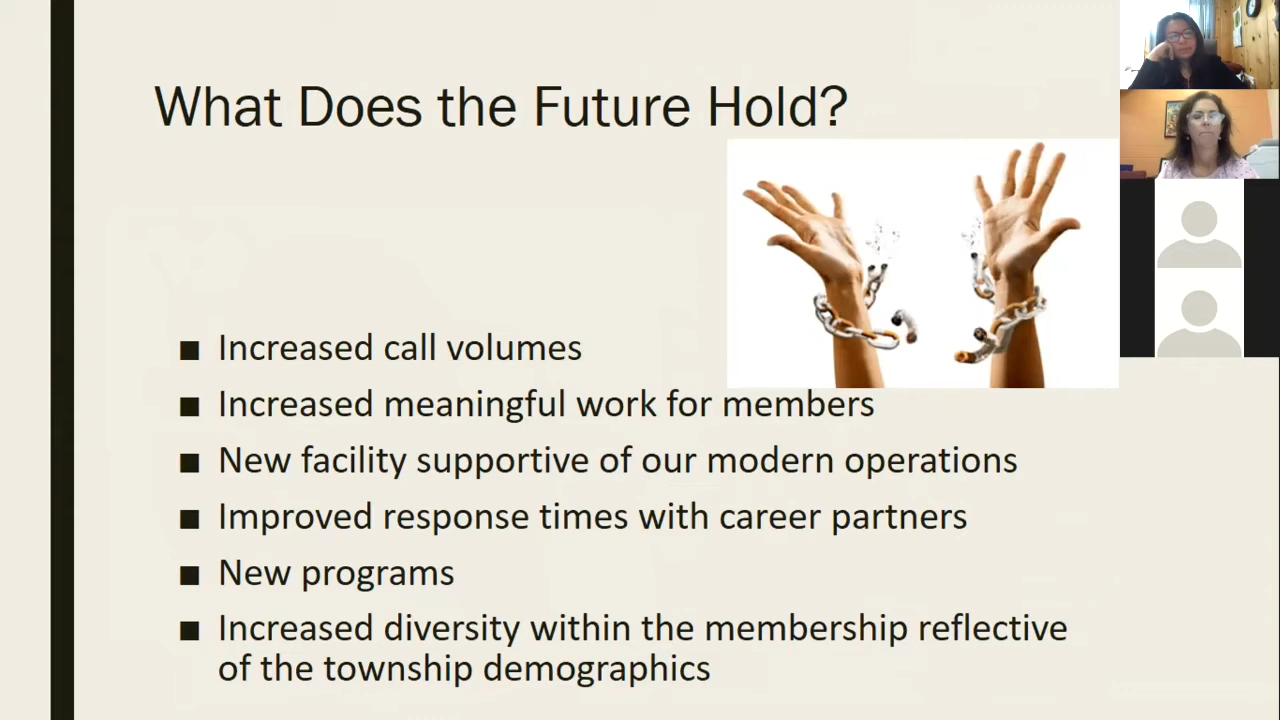 What Does the Future Hold?
■ Increased call volumes
■ Increased meaningful work for members
■ New facility supportive of our modern operations
■ Improved response times with career partners
■ New programs
■ Increased diversity within the membership reflective
of the township demographics